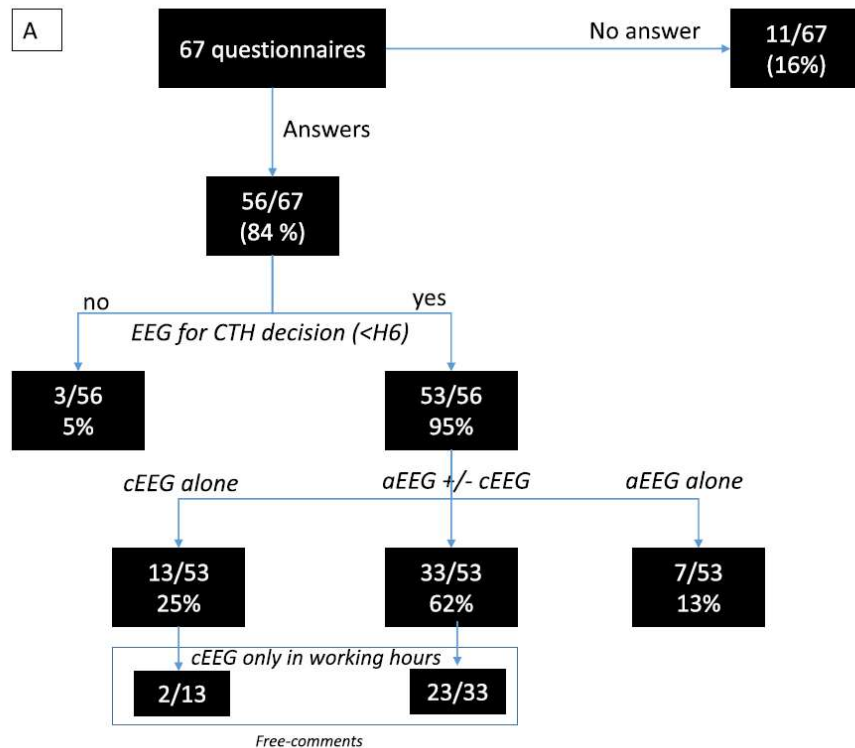 A
67 questionnaires
No answer
11/67
(16%)
Answers
56/67
(84 %)
no
yes
EEG for CTH decision (<H6)
3/56
5%
53/56
95%
cEEG alone
aEEG +/- cEEG
aEEG alone
13/53
25%
33/53
62%
7/53
13%
cEEG only in working hours
2/13
23/33
Free-comments